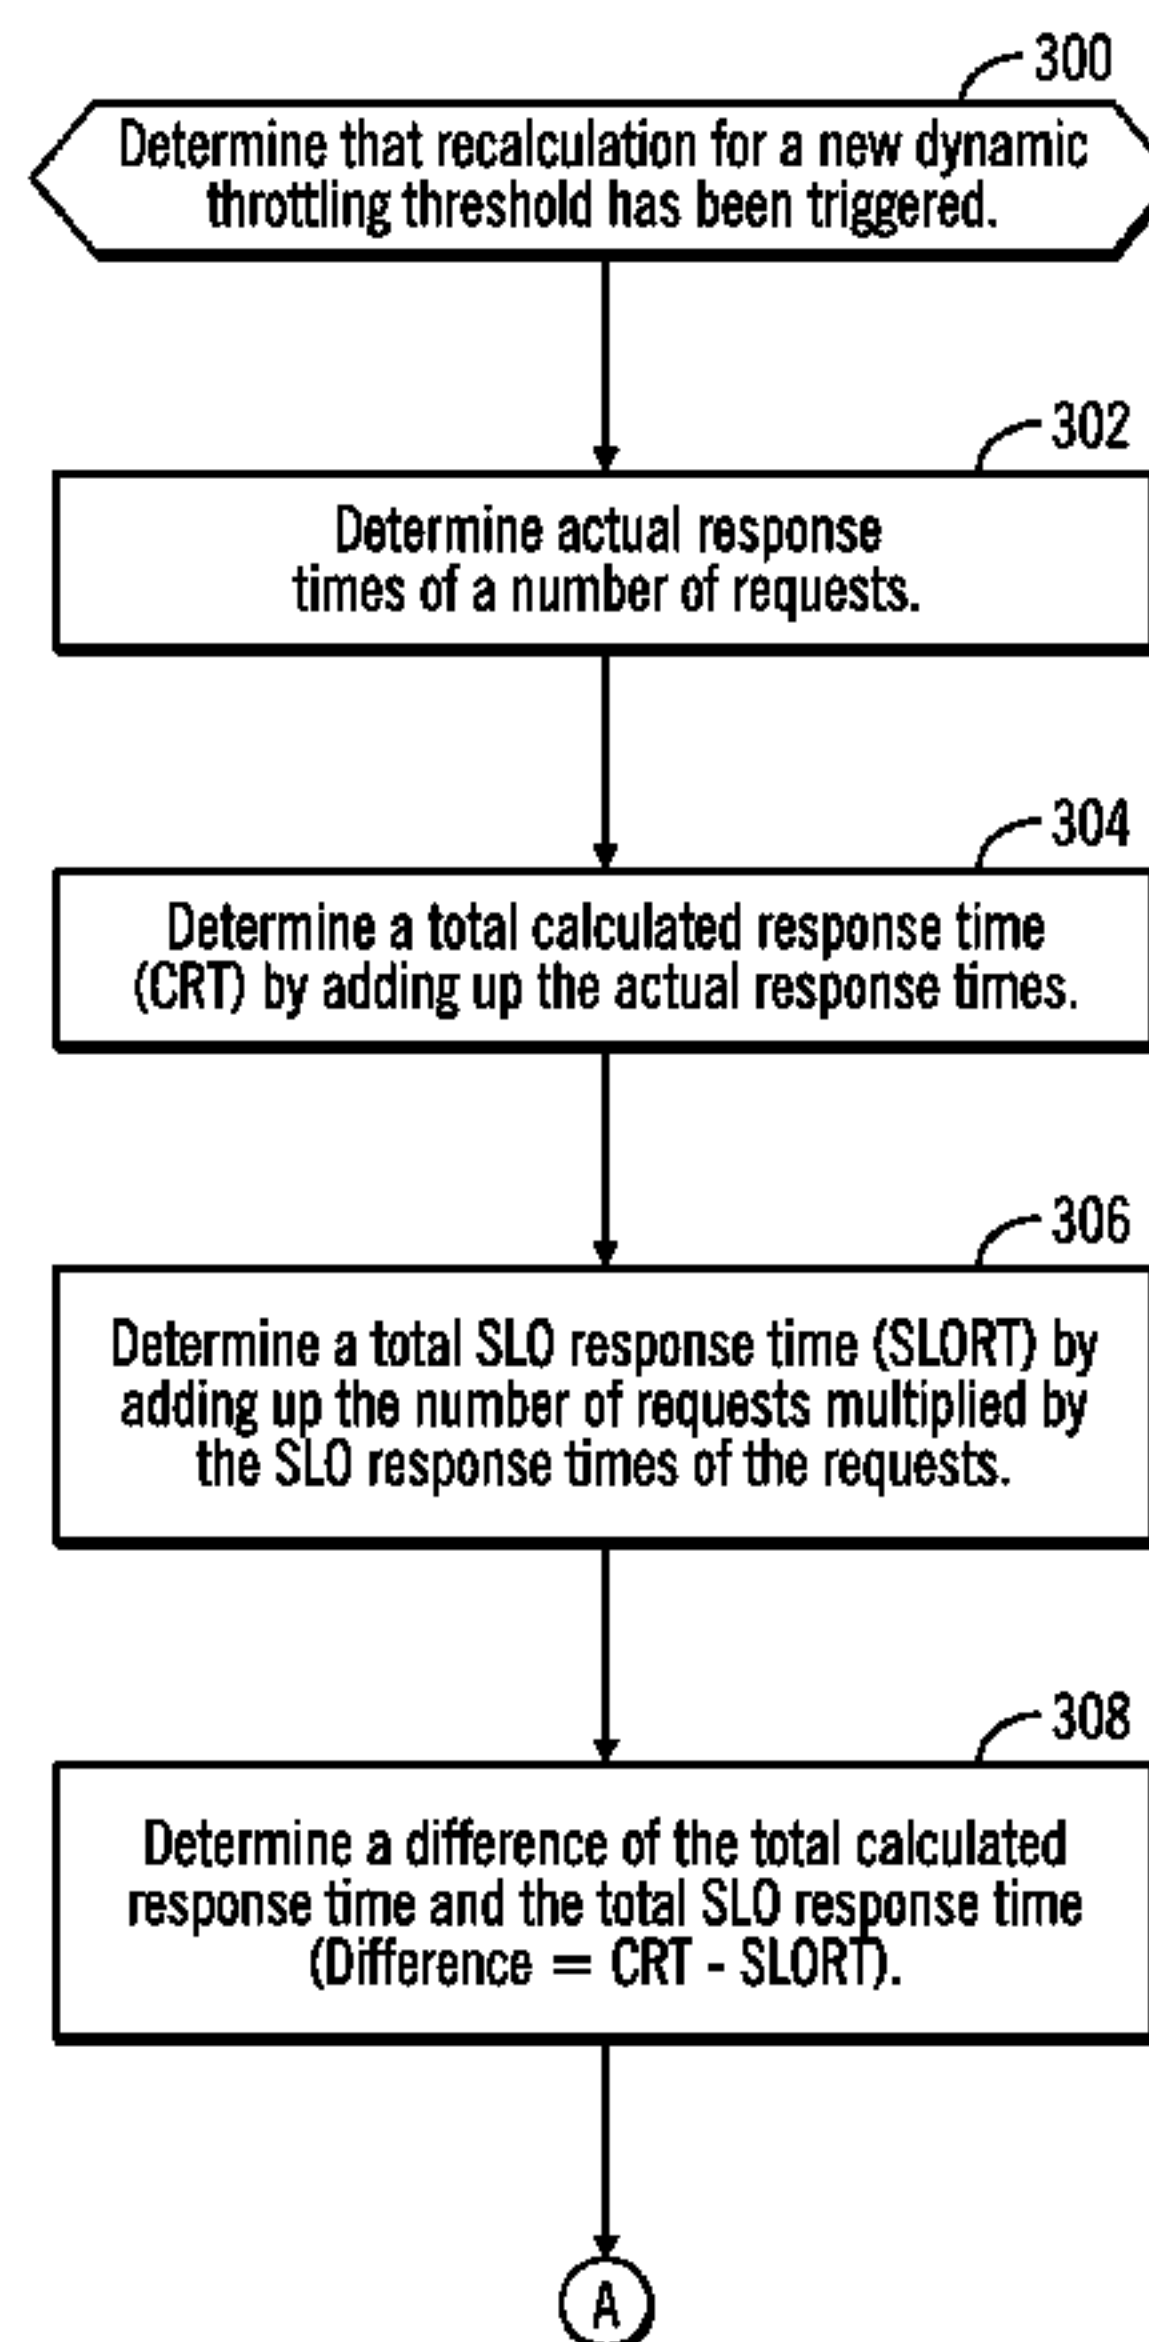 300
Determine that recalculation for a new dynamic
throttling threshold has been triggered.
302
Determine actual response
times of a number of requests.
304
Determine a total calculated response time
(CRT) by adding up the actual response times.
306
Determine a total SLO response time (SLORT) by
adding up the number of requests multiplied by
the SLO response times of the requests.
308
Determine a difference of the total calculated
response time and the total SLO response time
(Difference = CRT - SLORT).
A